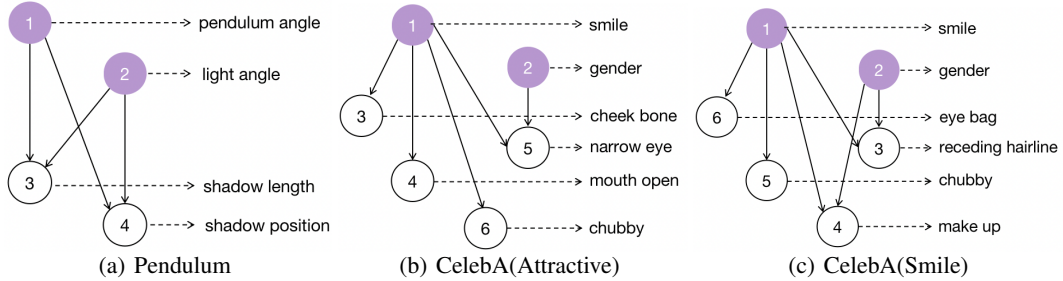 1 pendulum angle
2 light angle
3 shadow length
4 shadow position
(a) Pendulum
1 smile
2 gender
3 cheek bone
5 narrow eye
4 mouth open
6 chubby
(b) CelebA(Attractive)
1 smile
2 gender
6 eye bag
3 receding hairline
5 chubby
4 make up
(c) CelebA(Smile)